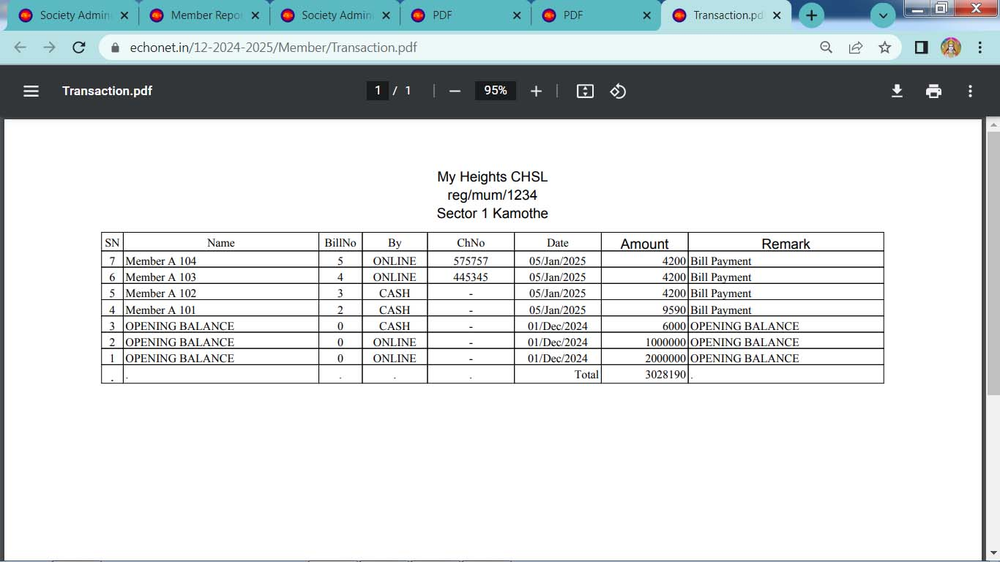 Society Admin
Member Repo
Society Admin
PDF
PDF
Transaction.pd
echonet.in/12-2024-2025/Member/Transaction.pdf
Transaction.pdf
1 / 1
95%
My Heights CHSL
reg/mum/1234
Sector 1 Kamothe
SN Name BillNo By ChNo Date Amount Remark
7 Member A 104 5 ONLINE 575757 05/Jan/2025 4200 Bill Payment
6 Member A 103 4 ONLINE 445345 05/Jan/2025 4200 Bill Payment
5 Member A 102 3 CASH - 05/Jan/2025 4200 Bill Payment
4 Member A 101 2 CASH - 05/Jan/2025 9590 Bill Payment
3 OPENING BALANCE 0 CASH - 01/Dec/2024 6000 OPENING BALANCE
2 OPENING BALANCE 0 ONLINE - 01/Dec/2024 1000000 OPENING BALANCE
1 OPENING BALANCE 0 ONLINE - 01/Dec/2024 2000000 OPENING BALANCE
. . . . . Total 3028190 .